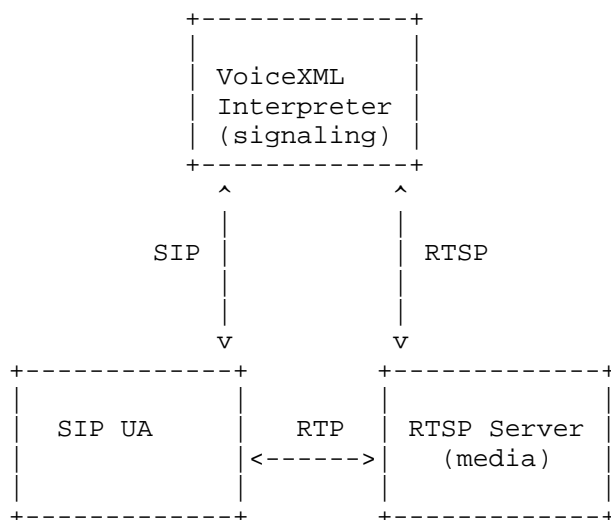 VoiceXML
Interpreter
(signaling)
SIP RTSP
SIP UA RTP RTSP Server
(media)